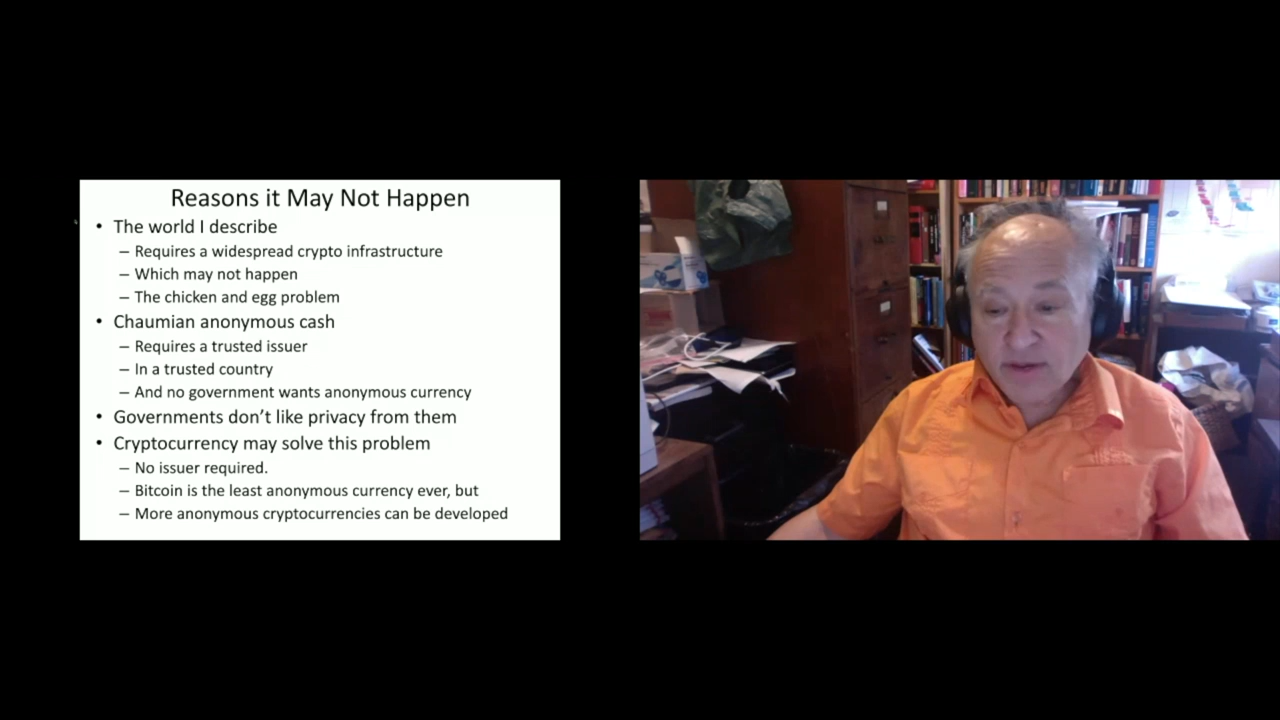 Reasons it May Not Happen
• The world I describe
– Requires a widespread crypto infrastructure
– Which may not happen
– The chicken and egg problem
• Chaumian anonymous cash
– Requires a trusted issuer
– In a trusted country
– And no government wants anonymous currency
• Governments don’t like privacy from them
• Cryptocurrency may solve this problem
– No issuer required.
– Bitcoin is the least anonymous currency ever, but
– More anonymous cryptocurrencies can be developed